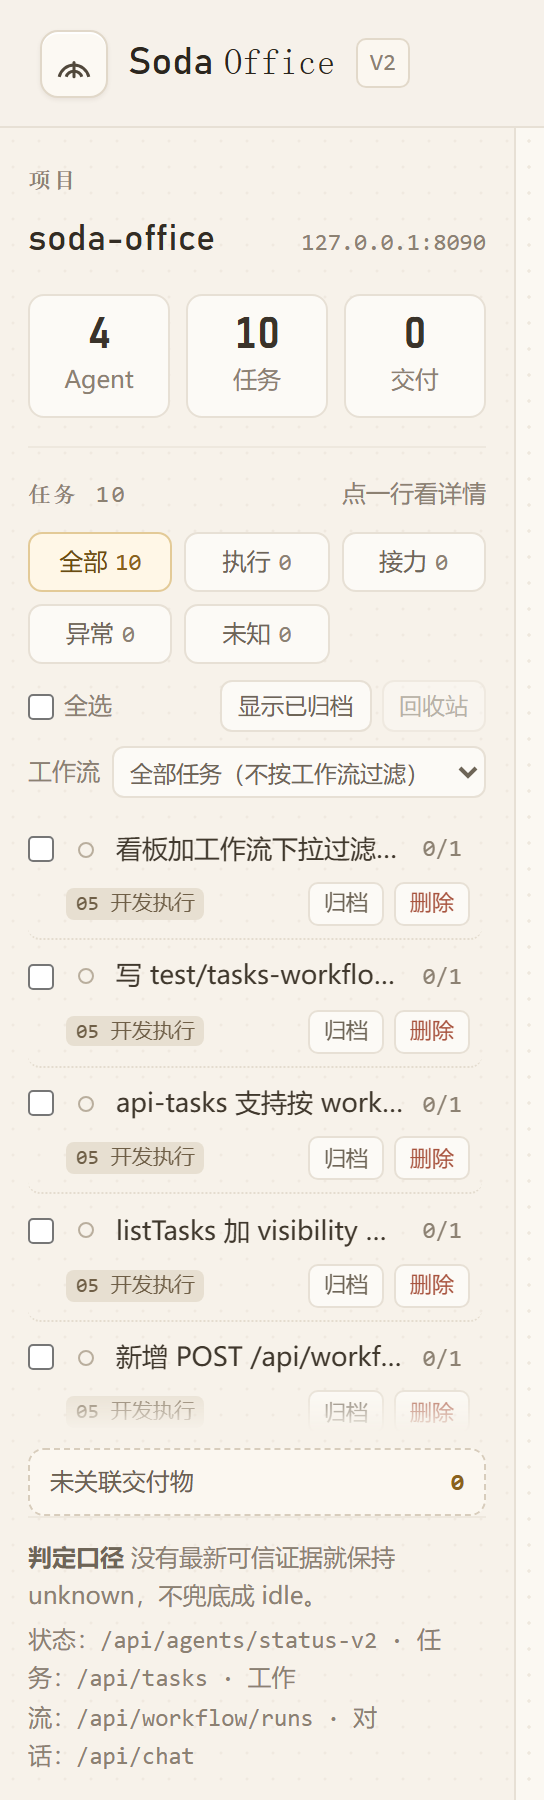 Soda Office V2
项目
soda-office 127.0.0.1:8090
4 10 0
Agent 任务 交付
任务 10 点一行看详情
全部 10 执行 0 接力 0
异常 0 未知 0
全选 显示已归档 回收站
工作流 全部任务（不按工作流过滤）
看板加工作流下拉过滤... 0/1
05 开发执行 归档 删除
写 test/tasks-workflo... 0/1
05 开发执行 归档 删除
api-tasks 支持按 work... 0/1
05 开发执行 归档 删除
listTasks 加 visibility ... 0/1
05 开发执行 归档 删除
新增 POST /api/workf... 0/1
05 开发执行 归档 删除
未关联交付物 0
判定口径 没有最新可信证据就保持
unknown，不兜底成 idle。
状态：/api/agents/status-v2 · 任
务：/api/tasks · 工作
流：/api/workflow/runs · 对
话：/api/chat